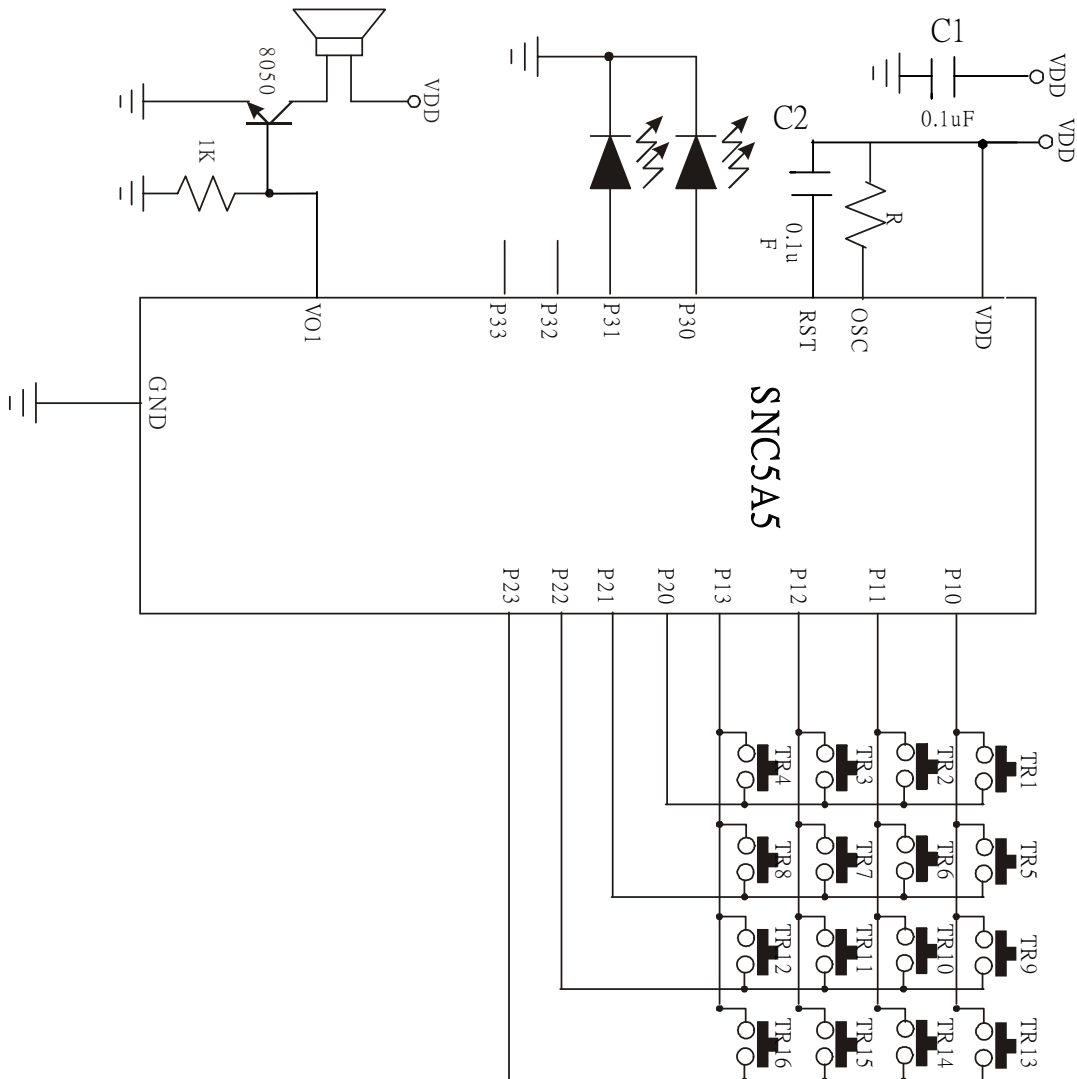 C1
VDD
0.1uF
VDD
C2
8050
VDD
1K
R
0.1u
F
VO1
P33
P32
P31
P30
RST
OSC
VDD
GND
SNC5A5
P23
P22
P21
P20
P13
P12
P11
P10
TR4
TR3
TR2
TR1
TR8
TR7
TR6
TR5
TR12
TR11
TR10
TR9
TR16
TR15
TR14
TR13